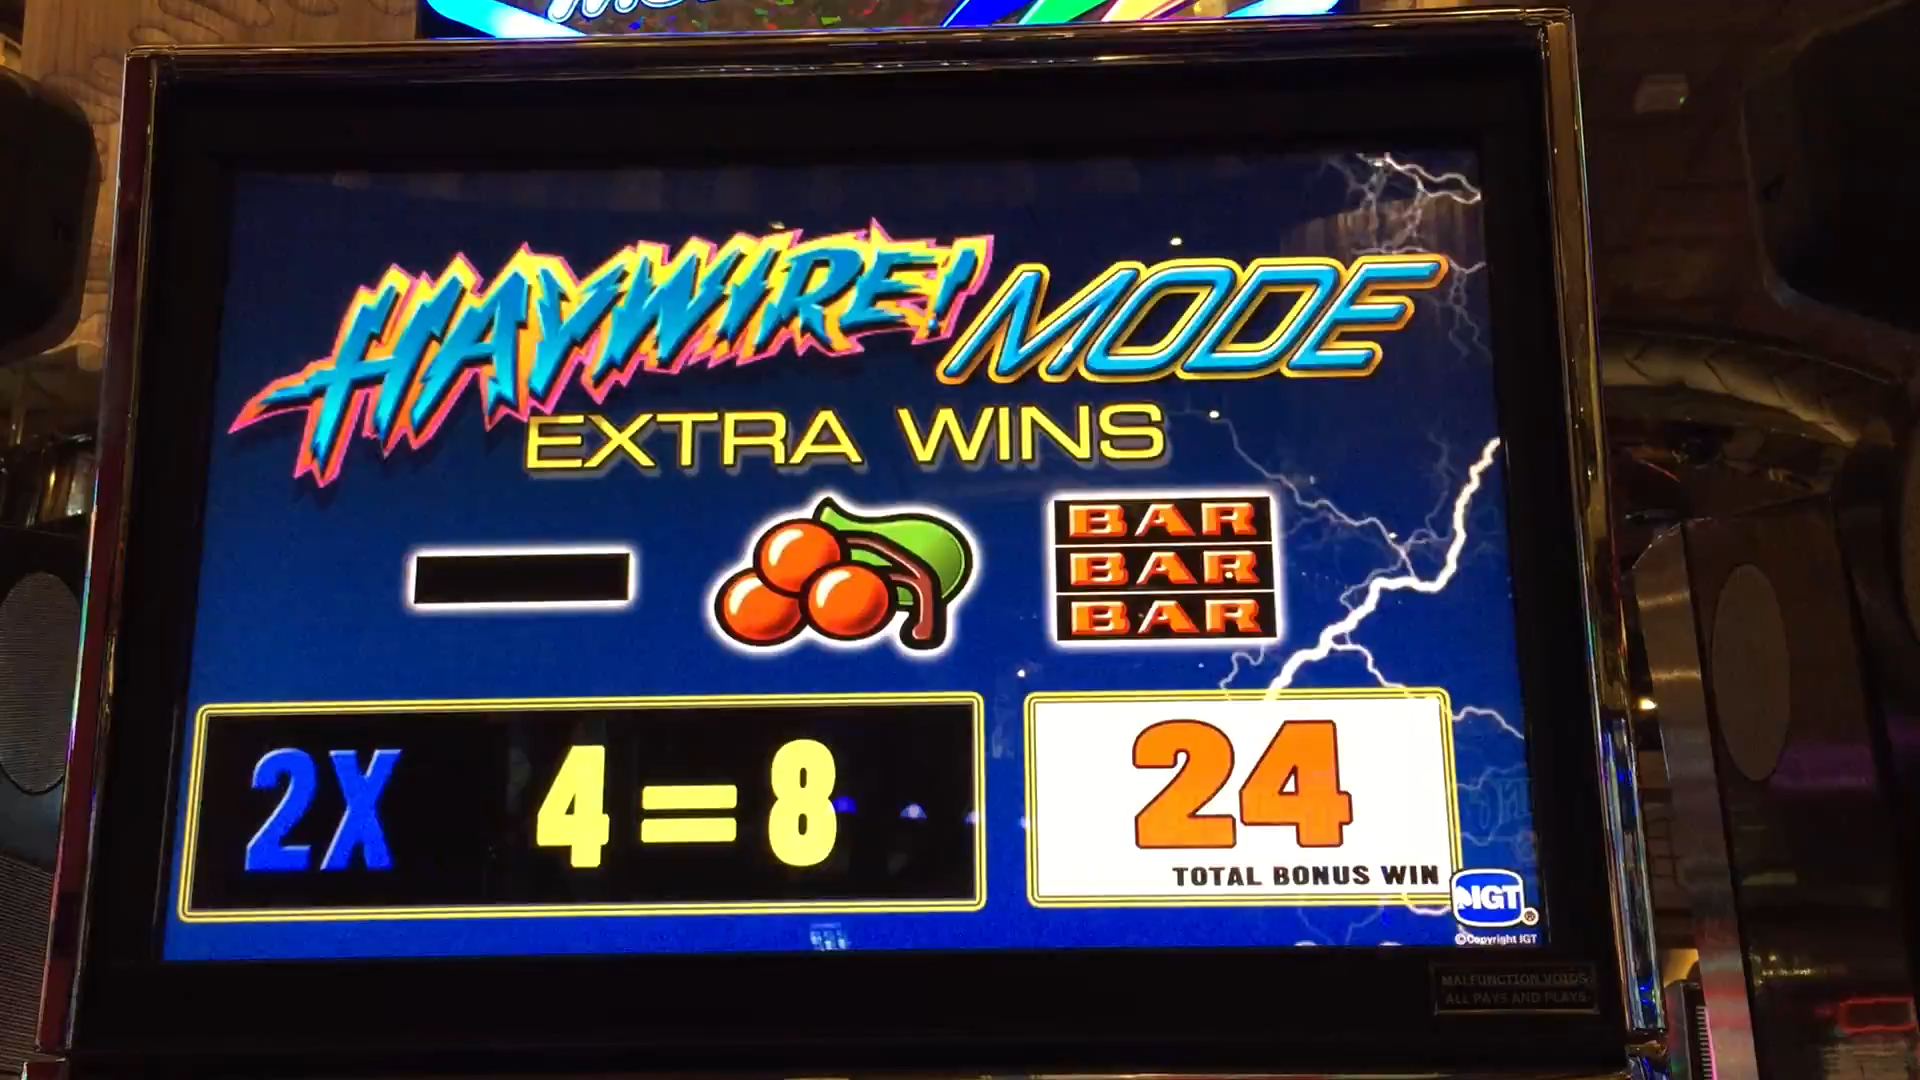 HAYWIRE! MODE
EXTRA WINS
BAR
BAR
BAR
2X 4=8
24
TOTAL BONUS WIN
IGT®
©Copyright IGT
MALFUNCTION VOIDS
ALL PAYS AND PLAYS